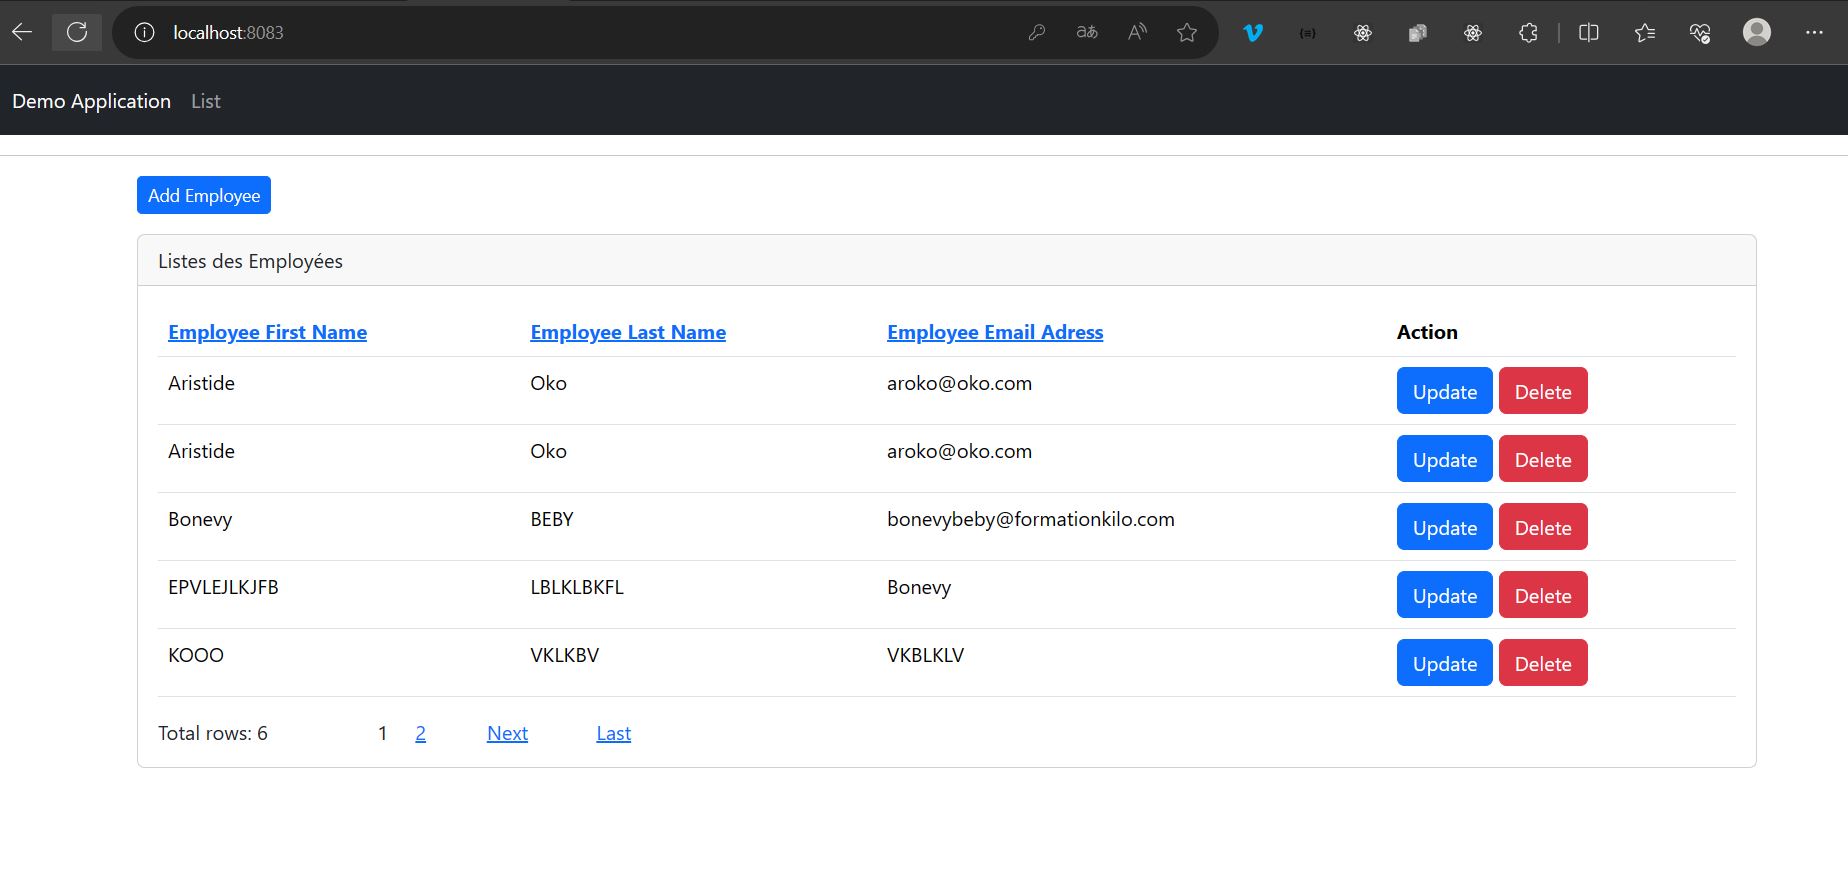 localhost:8083
Demo Application List
Add Employee
Listes des Employées
Employee First Name Employee Last Name Employee Email Adress Action
Aristide Oko aroko@oko.com Update Delete
Aristide Oko aroko@oko.com Update Delete
Bonevy BEBY bonevybeby@formationkilo.com Update Delete
EPVLEJLKJFB LBLKLBKFL Bonevy Update Delete
KOOO VKLKBV VKBLKLV Update Delete
Total rows: 6 1 2 Next Last